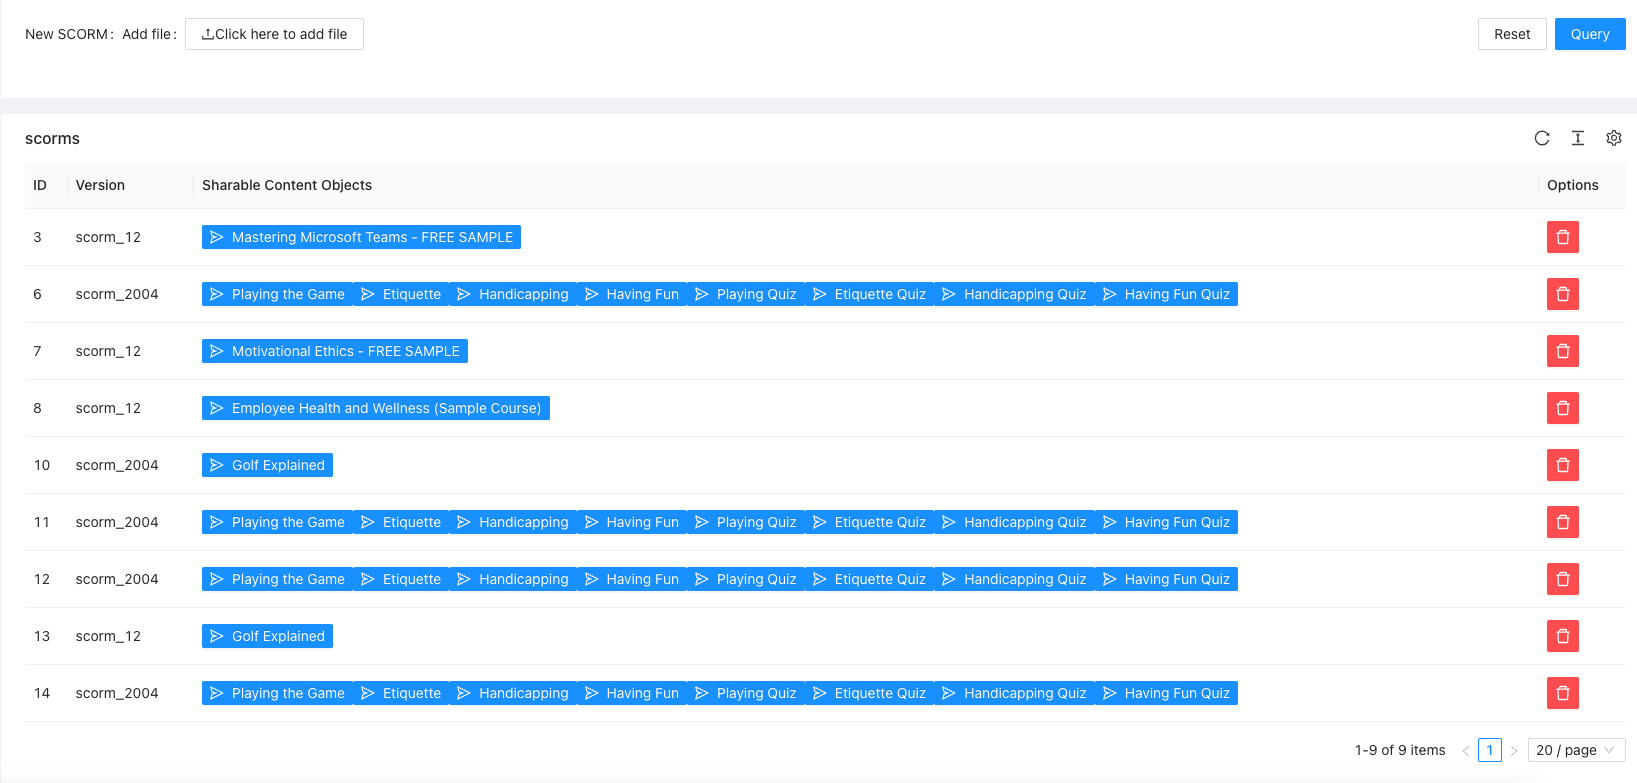 New SCORM: Add file: Click here to add file Reset Query
scorms
ID Version Sharable Content Objects Options
3 scorm_12 Mastering Microsoft Teams - FREE SAMPLE
6 scorm_2004 Playing the Game Etiquette Handicapping Having Fun Playing Quiz Etiquette Quiz Handicapping Quiz Having Fun Quiz
7 scorm_12 Motivational Ethics - FREE SAMPLE
8 scorm_12 Employee Health and Wellness (Sample Course)
10 scorm_2004 Golf Explained
11 scorm_2004 Playing the Game Etiquette Handicapping Having Fun Playing Quiz Etiquette Quiz Handicapping Quiz Having Fun Quiz
12 scorm_2004 Playing the Game Etiquette Handicapping Having Fun Playing Quiz Etiquette Quiz Handicapping Quiz Having Fun Quiz
13 scorm_12 Golf Explained
14 scorm_2004 Playing the Game Etiquette Handicapping Having Fun Playing Quiz Etiquette Quiz Handicapping Quiz Having Fun Quiz
1-9 of 9 items < 1 > 20 / page